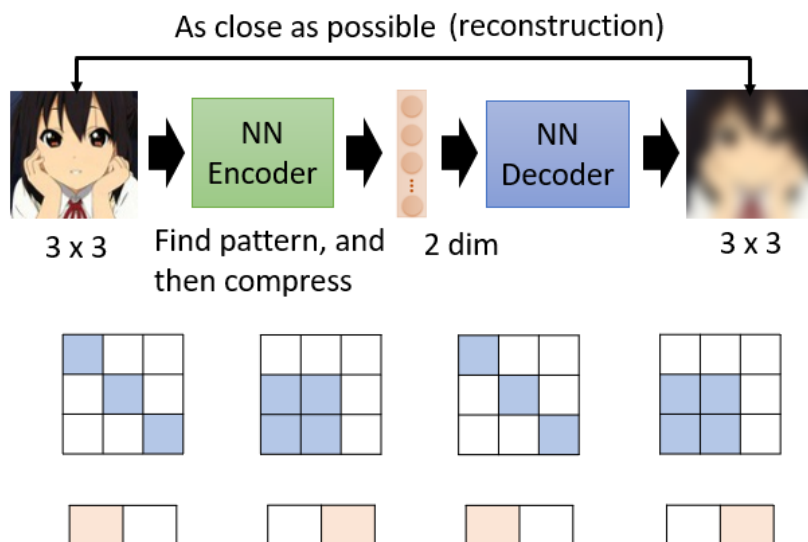 As close as possible (reconstruction)
NN
Encoder
NN
Decoder
3 x 3
Find pattern, and
then compress
2 dim
3 x 3